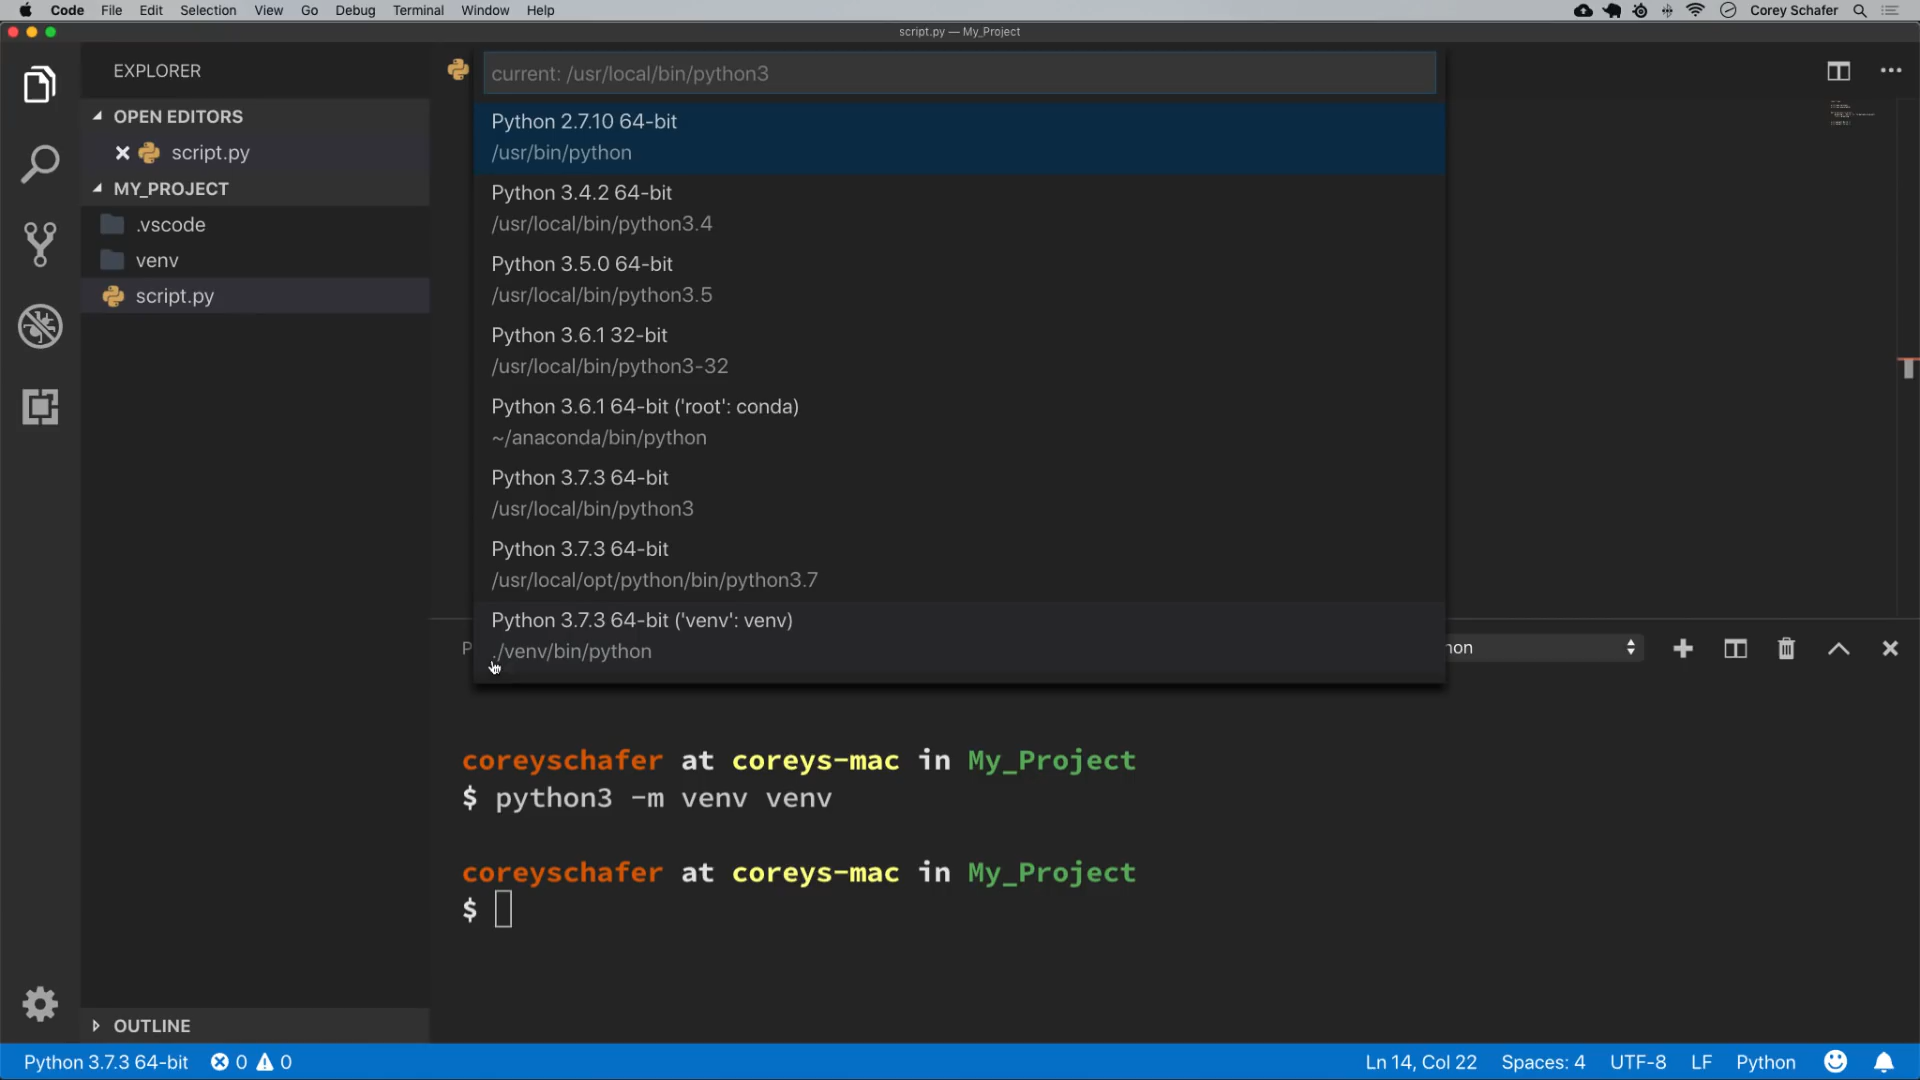 Code File Edit Selection View Go Debug Terminal Window Help Corey Schafer
script.py — My_Project
EXPLORER
OPEN EDITORS
script.py
MY_PROJECT
.vscode
venv
script.py
OUTLINE
current: /usr/local/bin/python3
Python 2.7.10 64-bit
/usr/bin/python
Python 3.4.2 64-bit
/usr/local/bin/python3.4
Python 3.5.0 64-bit
/usr/local/bin/python3.5
Python 3.6.1 32-bit
/usr/local/bin/python3-32
Python 3.6.1 64-bit ('root': conda)
~/anaconda/bin/python
Python 3.7.3 64-bit
/usr/local/bin/python3
Python 3.7.3 64-bit
/usr/local/opt/python/bin/python3.7
Python 3.7.3 64-bit ('venv': venv)
./venv/bin/python
P
hon
coreyschafer at coreys-mac in My_Project
$ python3 -m venv venv
coreyschafer at coreys-mac in My_Project
$
Python 3.7.3 64-bit 0 0 Ln 14, Col 22 Spaces: 4 UTF-8 LF Python